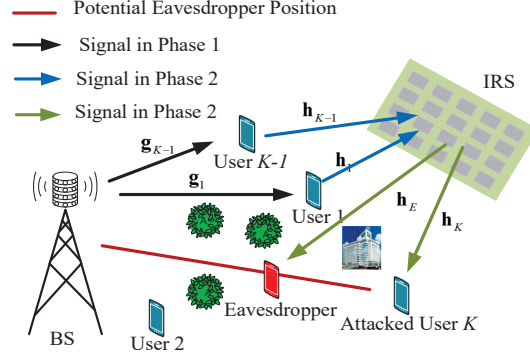 Potential Eavesdropper Position
Signal in Phase 1
Signal in Phase 2
Signal in Phase 2
IRS
h_{K-1}
g_{K-1}
User K-1
h_1
g_1
User 1
h_E
h_K
Eavesdropper
Attacked User K
BS
User 2